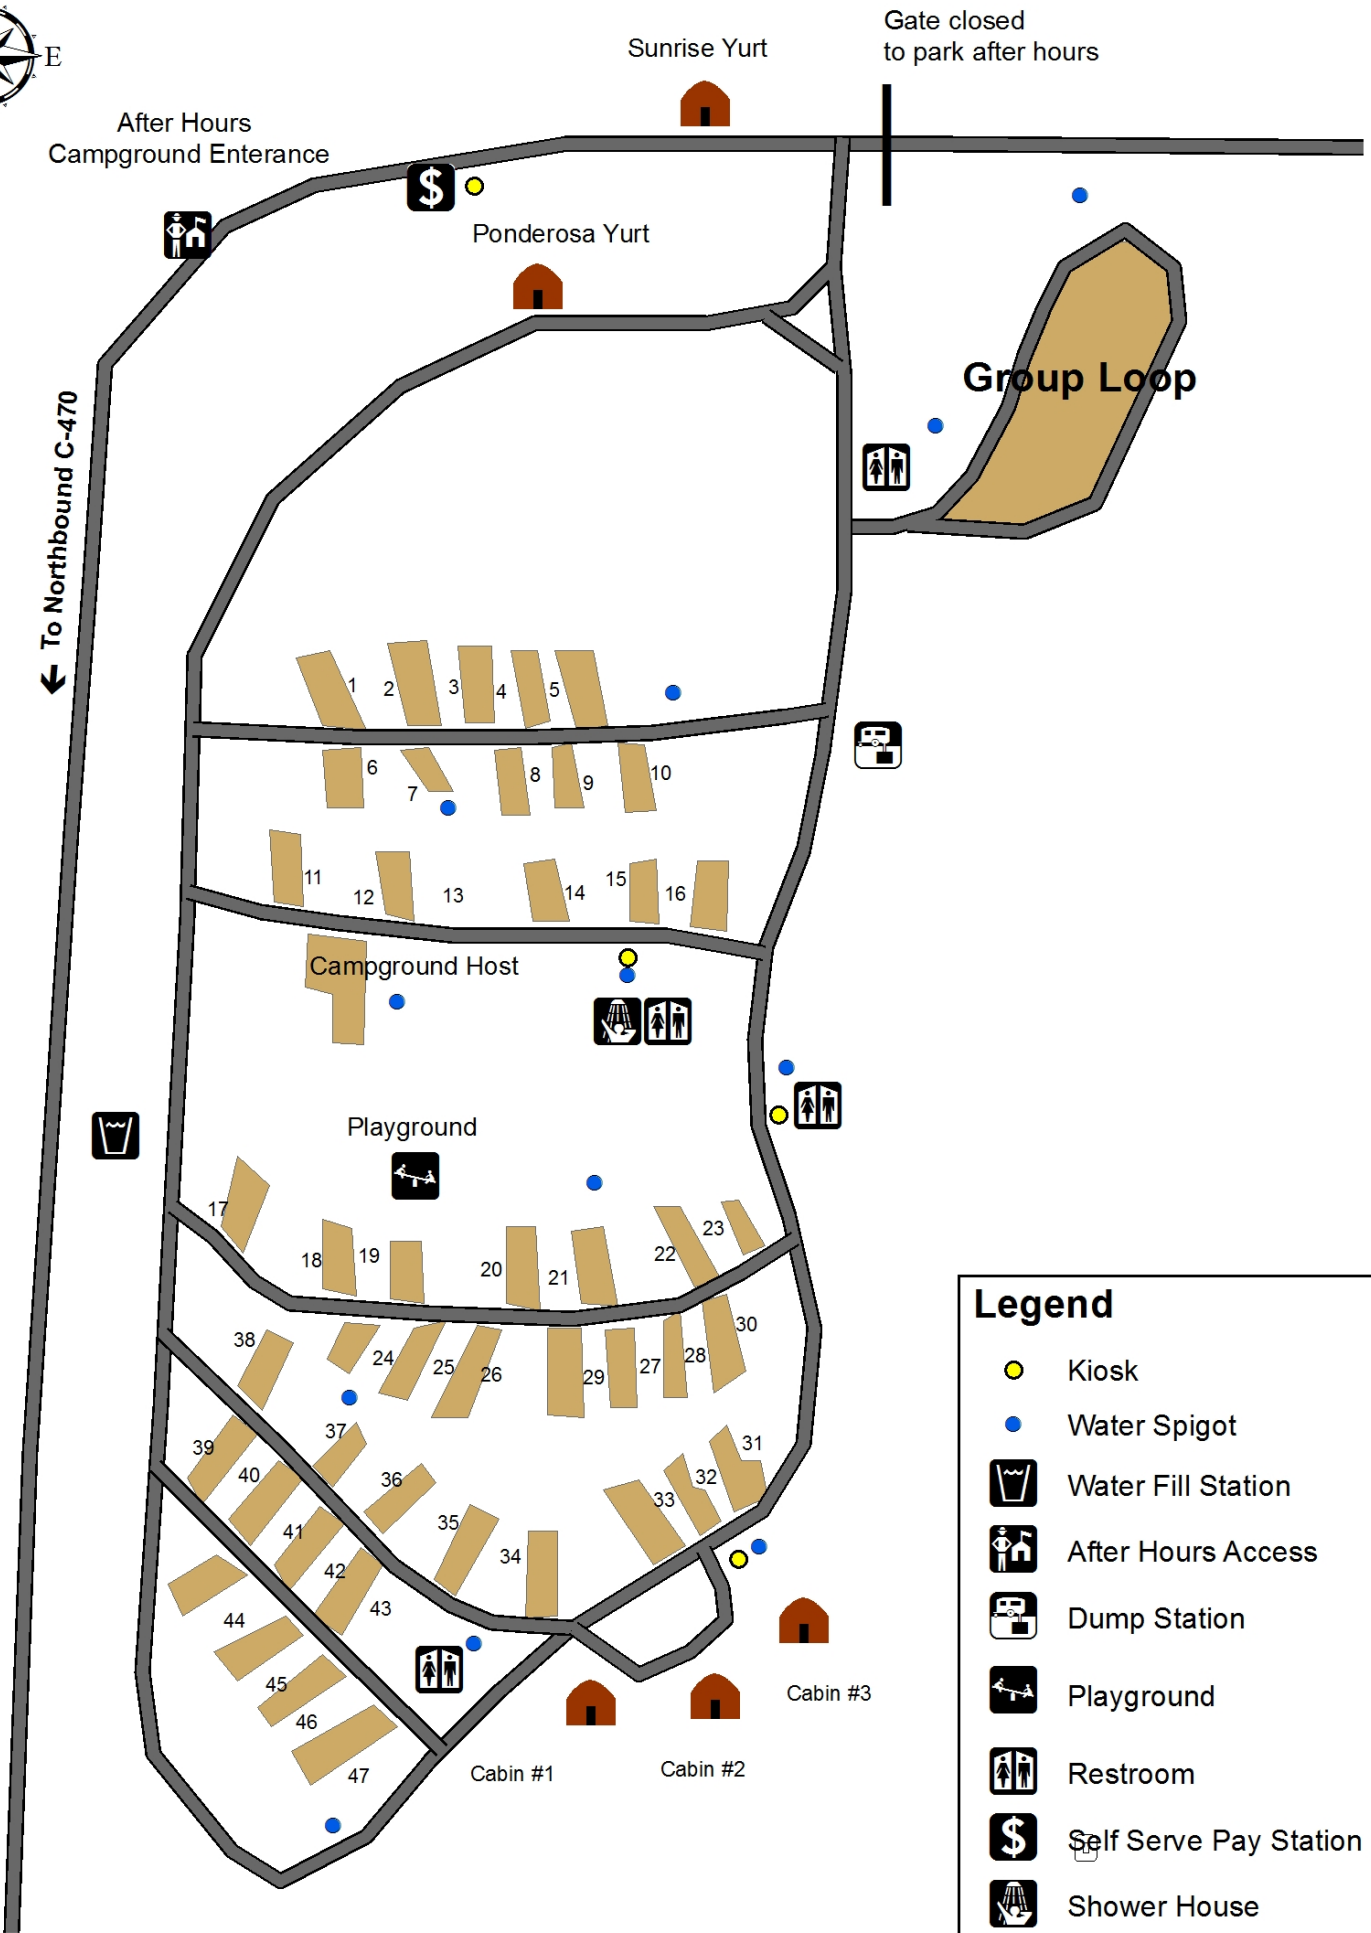 Gate closed
to park after hours
Sunrise Yurt
E
After Hours
Campground Enterance
$
Ponderosa Yurt
Group Loop
← To Northbound C-470
1
2
3
4
5
6
7
8
9
10
11
12
13
14
15
16
Campground Host
Playground
17
18
19
20
21
22
23
24
25
26
29
27
28
30
38
37
36
35
34
33
32
31
39
40
41
42
43
44
45
46
47
Cabin #1
Cabin #2
Cabin #3
Legend
Kiosk
Water Spigot
Water Fill Station
After Hours Access
Dump Station
Playground
Restroom
$ Self Serve Pay Station
Shower House